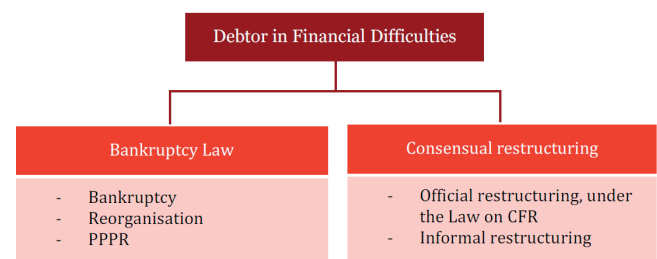 Debtor in Financial Difficulties
Bankruptcy Law
- Bankruptcy
- Reorganisation
- PPPR
Consensual restructuring
- Official restructuring, under
the Law on CFR
- Informal restructuring